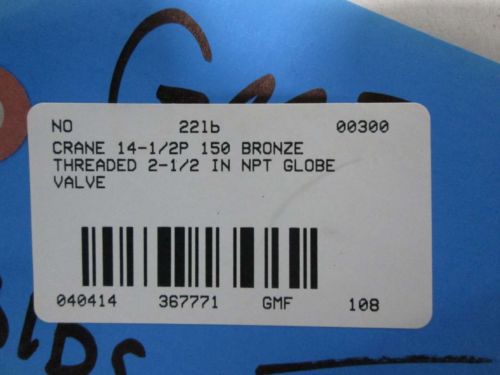 NO 22lb 00300
CRANE 14-1/2P 150 BRONZE
THREADED 2-1/2 IN NPT GLOBE
VALVE
040414 367771 GMF 108